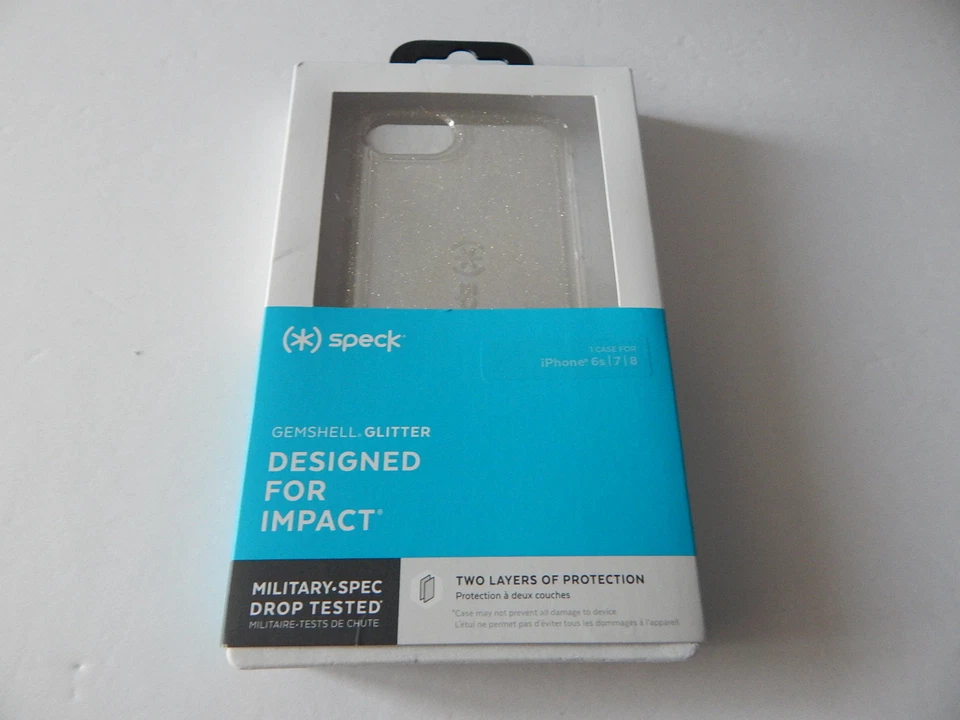 speck®
1 CASE FOR
iPhone® 6s|7|8
GEMSHELL® GLITTER
DESIGNED
FOR
IMPACT®
MILITARY•SPEC
DROP TESTED*
MILITAIRE•TESTS DE CHUTE
TWO LAYERS OF PROTECTION
Protection à deux couches
*Case may not prevent all damage to device.
L'étui ne permet pas d'éviter tous les dommages à l'appareil.